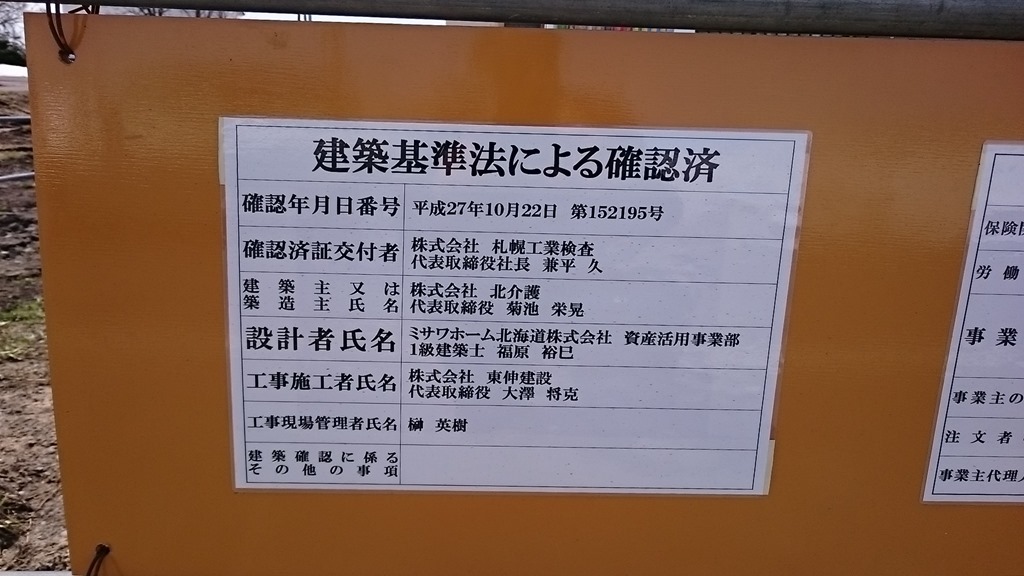 建築基準法による確認済
確認年月日番号 平成27年10月22日 第152195号
確認済証交付者 株式会社 札幌工業検査
代表取締役社長 兼平 久
建築主又は 株式会社 北介護
築造主氏名 代表取締役 菊池 栄晃
設計者氏名 ミサワホーム北海道株式会社 資産活用事業部
1級建築士 福原 裕巳
工事施工者氏名 株式会社 東伸建設
代表取締役 大澤 将克
工事現場管理者氏名 榊 英樹
建築確認に係る
その他の事項
保険
労働
事業
事業主の
注文者
事業主代理